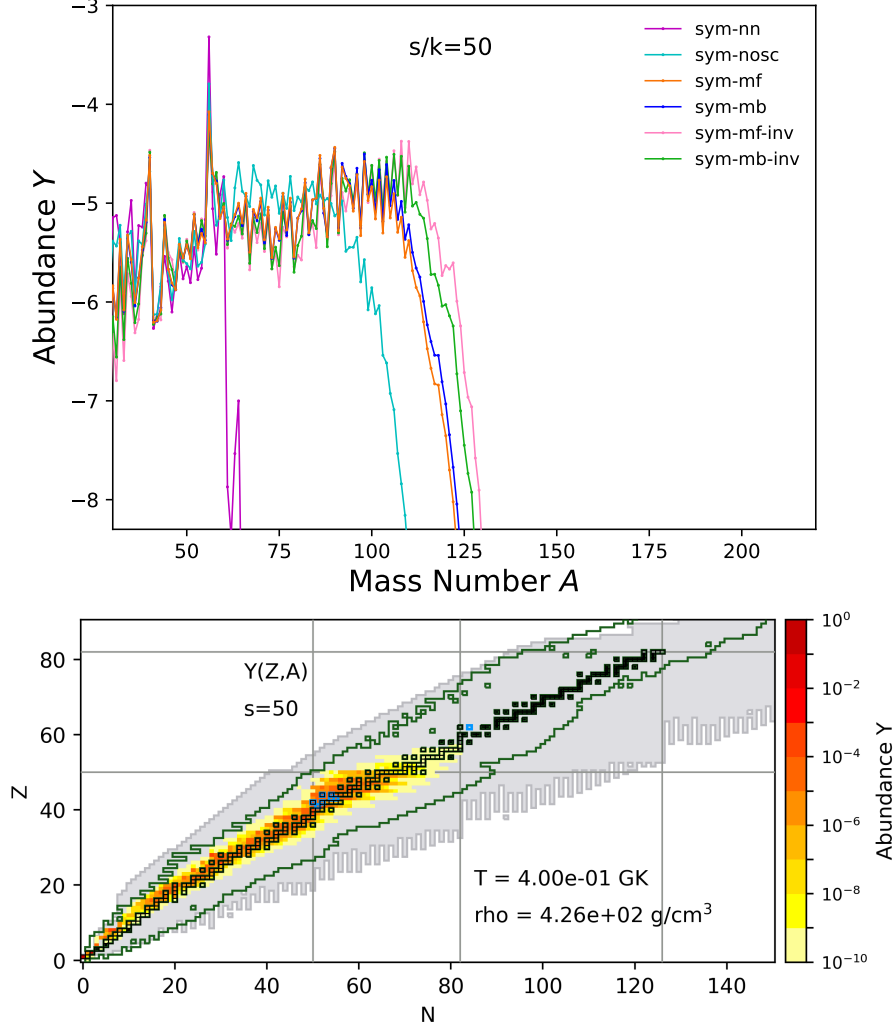 s/k=50
sym-nn
sym-nosc
sym-mf
sym-mb
sym-mf-inv
sym-mb-inv
−3
−4
−5
−6
−7
−8
Abundance Y
50
75
100
125
150
175
200
Mass Number A
Y(Z,A)
s=50
T = 4.00e-01 GK
rho = 4.26e+02 g/cm³
80
60
40
20
0
Z
0
20
40
60
80
100
120
140
N
10⁰
10⁻²
10⁻⁴
10⁻⁶
10⁻⁸
10⁻¹⁰
Abundance Y